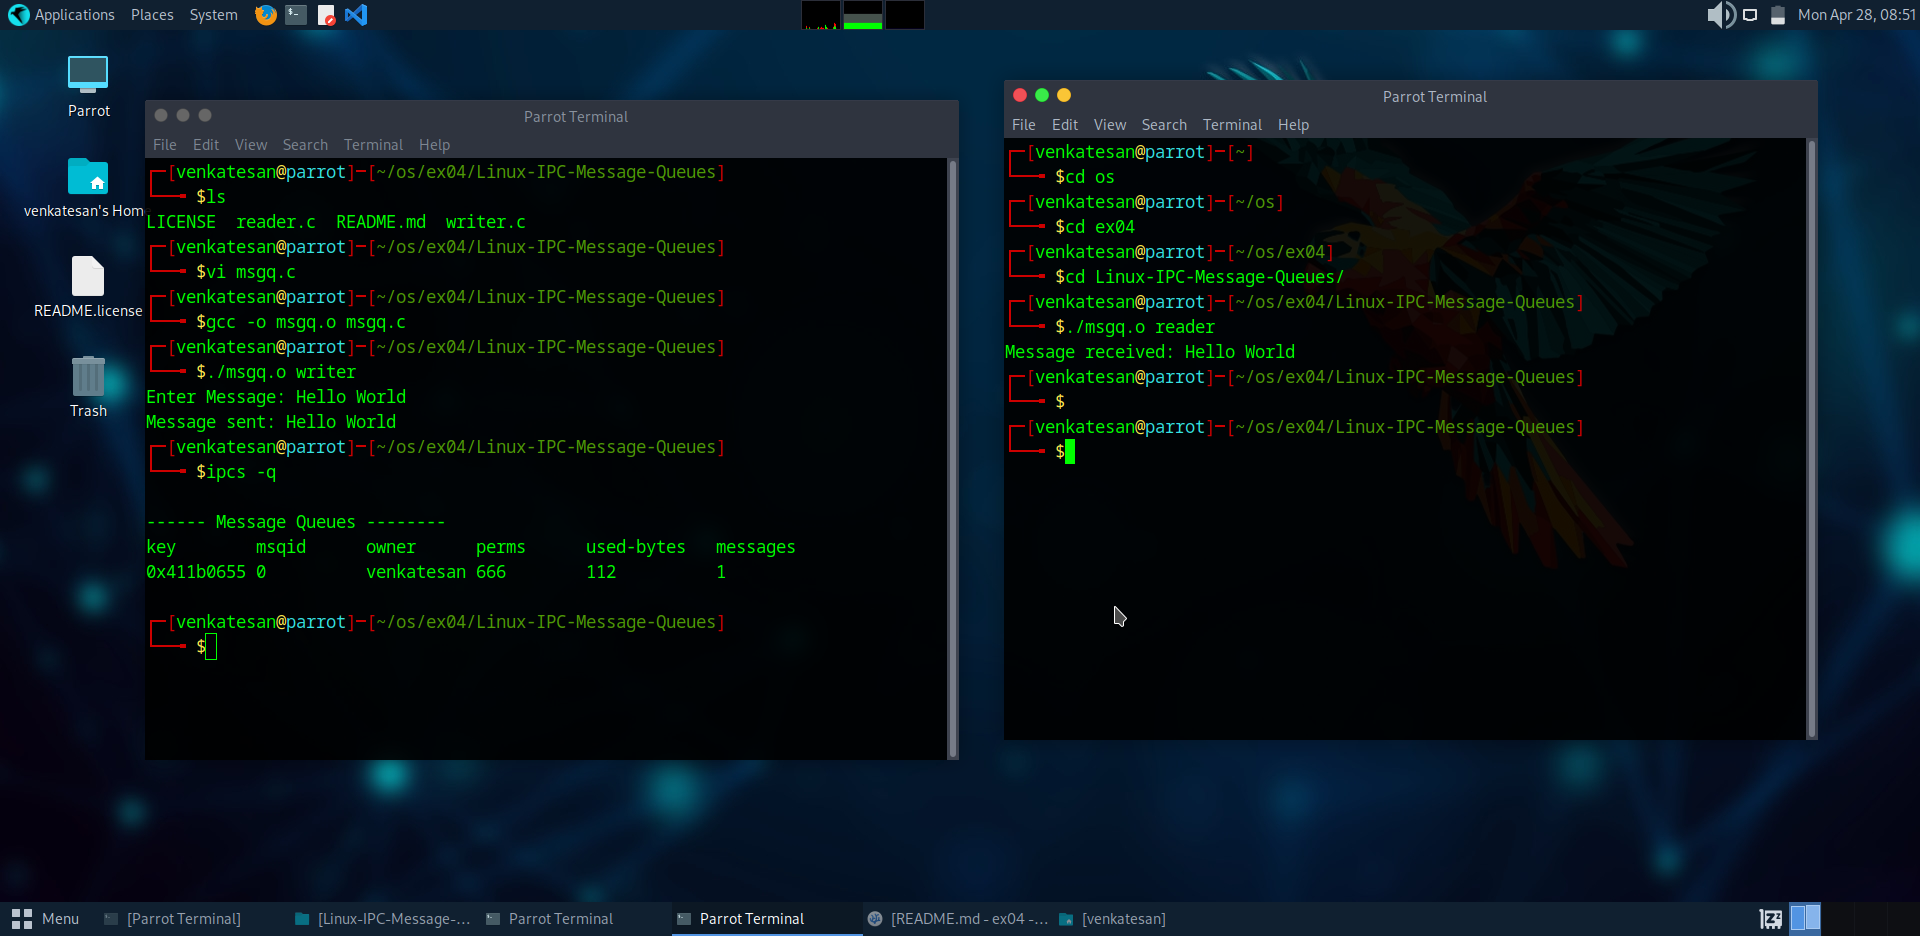 Applications Places System
Mon Apr 28, 08:51
Parrot
venkatesan's Hom
README.license
Trash
Parrot Terminal
File Edit View Search Terminal Help
[venkatesan@parrot]-[~/os/ex04/Linux-IPC-Message-Queues]
$ls
LICENSE reader.c README.md writer.c
[venkatesan@parrot]-[~/os/ex04/Linux-IPC-Message-Queues]
$vi msgq.c
[venkatesan@parrot]-[~/os/ex04/Linux-IPC-Message-Queues]
$gcc -o msgq.o msgq.c
[venkatesan@parrot]-[~/os/ex04/Linux-IPC-Message-Queues]
$./msgq.o writer
Enter Message: Hello World
Message sent: Hello World
[venkatesan@parrot]-[~/os/ex04/Linux-IPC-Message-Queues]
$ipcs -q
------ Message Queues --------
key msqid owner perms used-bytes messages
0x411b0655 0 venkatesan 666 112 1
[venkatesan@parrot]-[~/os/ex04/Linux-IPC-Message-Queues]
$
Parrot Terminal
File Edit View Search Terminal Help
[venkatesan@parrot]-[~]
$cd os
[venkatesan@parrot]-[~/os]
$cd ex04
[venkatesan@parrot]-[~/os/ex04]
$cd Linux-IPC-Message-Queues/
[venkatesan@parrot]-[~/os/ex04/Linux-IPC-Message-Queues]
$./msgq.o reader
Message received: Hello World
[venkatesan@parrot]-[~/os/ex04/Linux-IPC-Message-Queues]
$
[venkatesan@parrot]-[~/os/ex04/Linux-IPC-Message-Queues]
$
Menu [Parrot Terminal] [Linux-IPC-Message-... Parrot Terminal Parrot Terminal [README.md - ex04 -... [venkatesan]